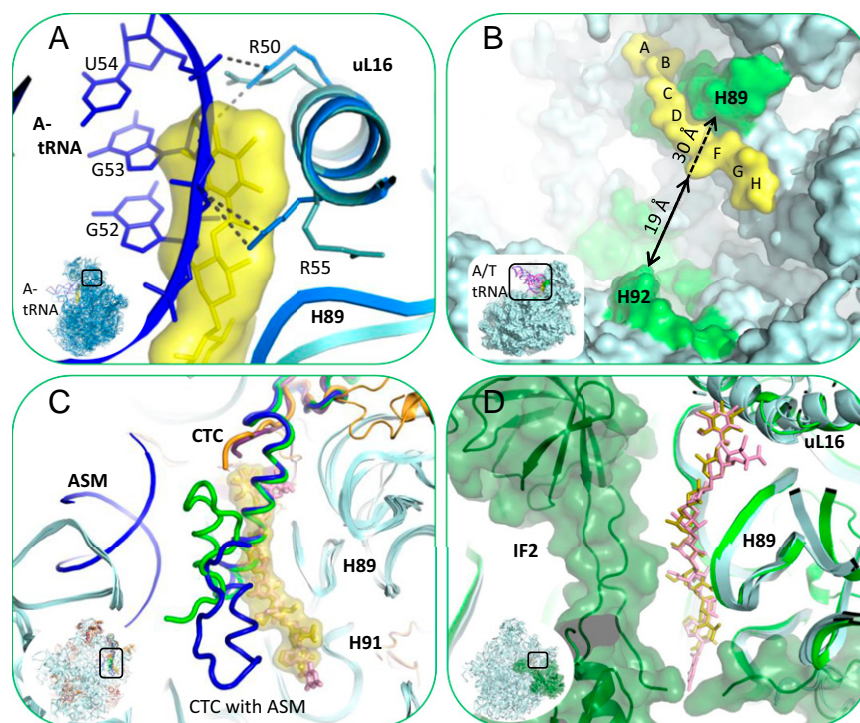 A
U54
R50
uL16
A-
tRNA
G53
G52
R55
A-
tRNA
H89
B
A
B
C
D
H89
30 Å
F
G
H
19 Å
A/T
tRNA
H92
C
CTC
ASM
H89
H91
CTC with ASM
D
uL16
IF2
H89